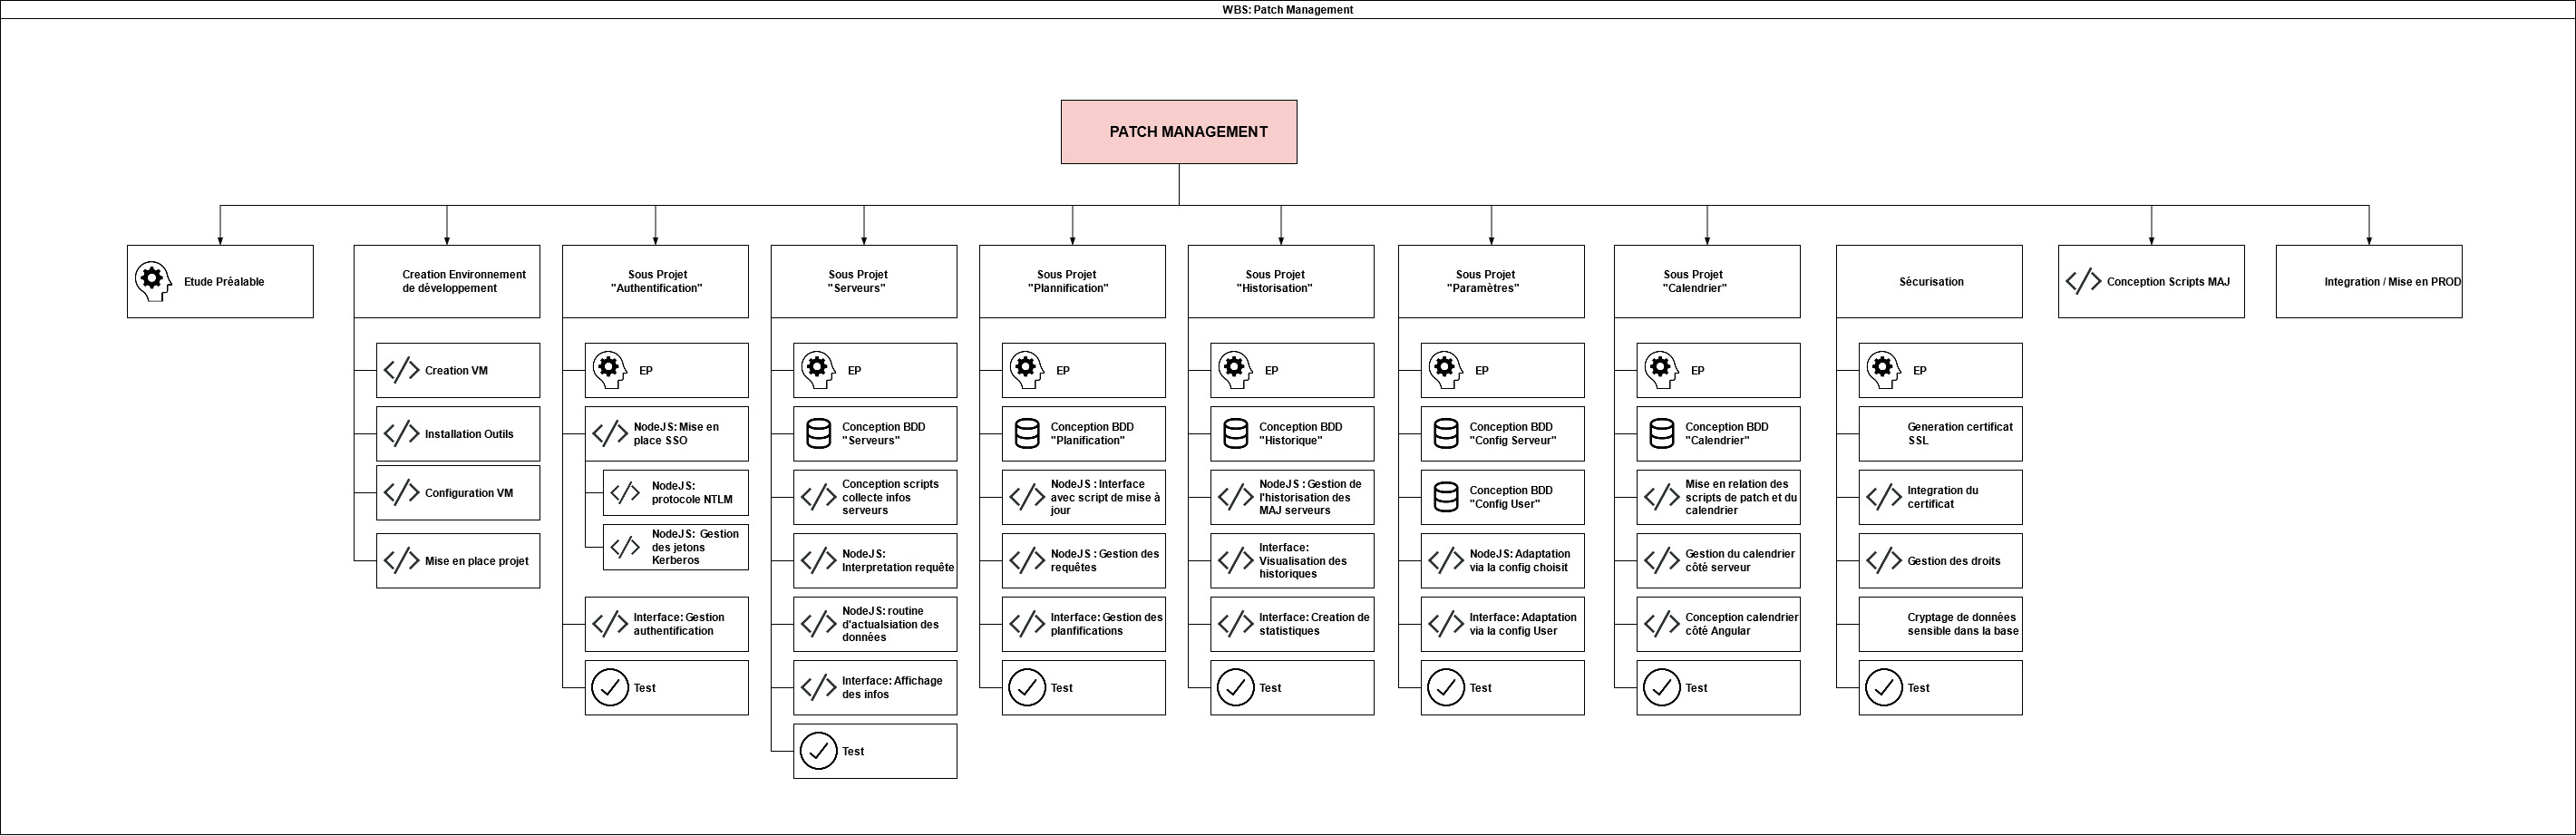 WBS: Patch Management
PATCH MANAGEMENT
Etude Préalable
Creation Environnement
de développement
Creation VM
Installation Outils
Configuration VM
Mise en place projet
Sous Projet
"Authentification"
EP
NodeJS: Mise en
place SSO
NodeJS:
protocole NTLM
NodeJS: Gestion
des jetons
Kerberos
Interface: Gestion
authentification
Test
Sous Projet
"Serveurs"
EP
Conception BDD
"Serveurs"
Conception scripts
collecte infos
serveurs
NodeJS:
Interpretation requête
NodeJS: routine
d'actualsiation des
données
Interface: Affichage
des infos
Test
Sous Projet
"Plannification"
EP
Conception BDD
"Planification"
NodeJS : Interface
avec script de mise à
jour
NodeJS : Gestion des
requêtes
Interface: Gestion des
planfifications
Test
Sous Projet
"Historisation"
EP
Conception BDD
"Historique"
NodeJS : Gestion de
l'historisation des
MAJ serveurs
Interface:
Visualisation des
historiques
Interface: Creation de
statistiques
Test
Sous Projet
"Paramètres"
EP
Conception BDD
"Config Serveur"
Conception BDD
"Config User"
NodeJS: Adaptation
via la config choisit
Interface: Adaptation
via la config User
Test
Sous Projet
"Calendrier"
EP
Conception BDD
"Calendrier"
Mise en relation des
scripts de patch et du
calendrier
Gestion du calendrier
côté serveur
Conception calendrier
côté Angular
Test
Sécurisation
EP
Generation certificat
SSL
Integration du
certificat
Gestion des droits
Cryptage de données
sensible dans la base
Test
Conception Scripts MAJ
Integration / Mise en PROD